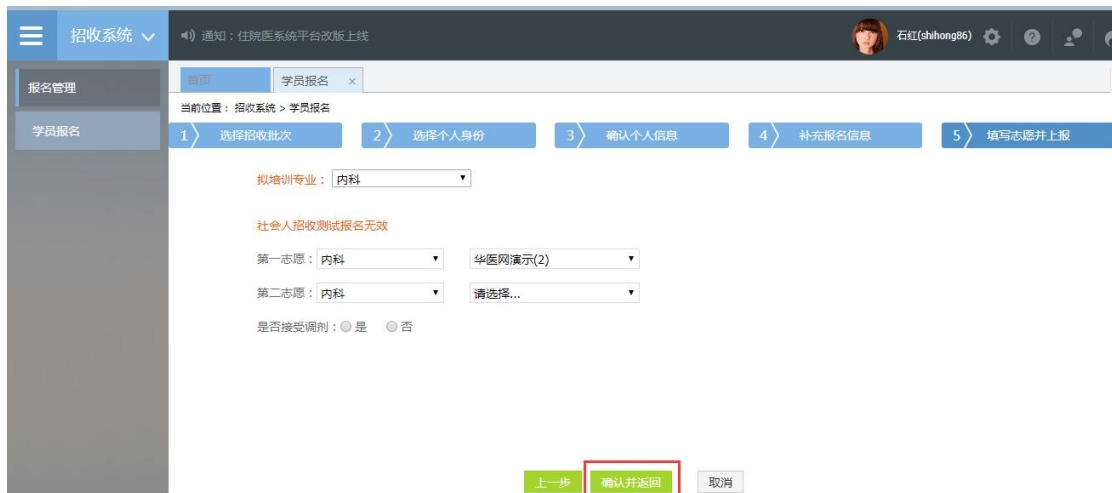 招收系统
通知：住院医系统平台改版上线
石红(shihong86)
报名管理
学员报名
首页
学员报名 ×
当前位置： 招收系统 > 学员报名
1 选择招收批次
2 选择个人身份
3 确认个人信息
4 补充报名信息
5 填写志愿并上报
拟培训专业： 内科
社会人招收测试报名无效
第一志愿： 内科 华医网演示(2)
第二志愿： 内科 请选择...
是否接受调剂： 是 否
上一步 确认并返回 取消